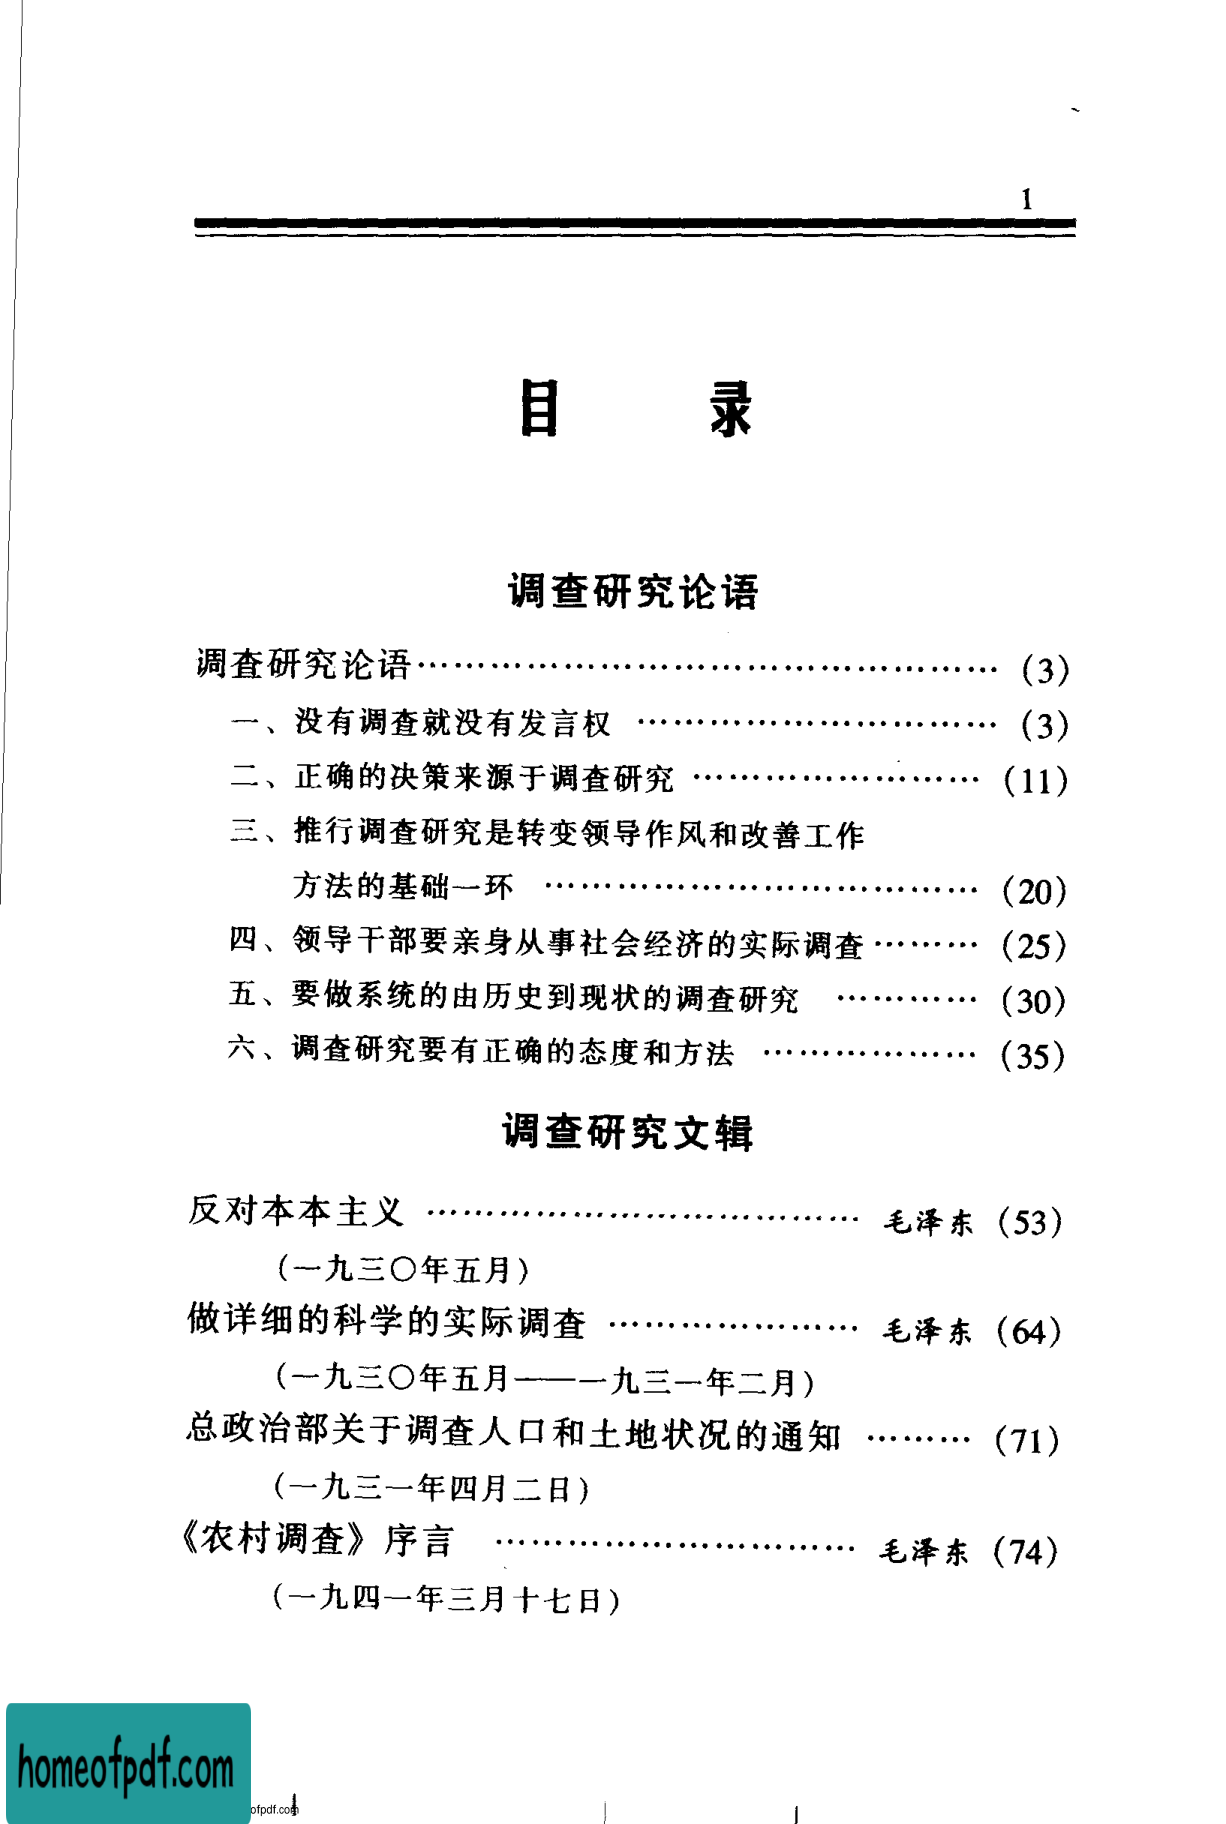 1
目 录
调查研究论语
调查研究论语…………………………………………(3)
一、没有调查就没有发言权 …………………………(3)
二、正确的决策来源于调查研究 ……………………(11)
三、推行调查研究是转变领导作风和改善工作
方法的基础一环 ………………………………(20)
四、领导干部要亲身从事社会经济的实际调查………(25)
五、要做系统的由历史到现状的调查研究 …………(30)
六、调查研究要有正确的态度和方法 ………………(35)
调查研究文辑
反对本本主义 ………………………………毛泽东(53)
(一九三〇年五月)
做详细的科学的实际调查 …………………毛泽东(64)
(一九三〇年五月——一九三一年二月)
总政治部关于调查人口和土地状况的通知 ………(71)
(一九三一年四月二日)
《农村调查》序言 …………………………毛泽东(74)
(一九四一年三月十七日)
homeofpdf.com
ofpdf.com